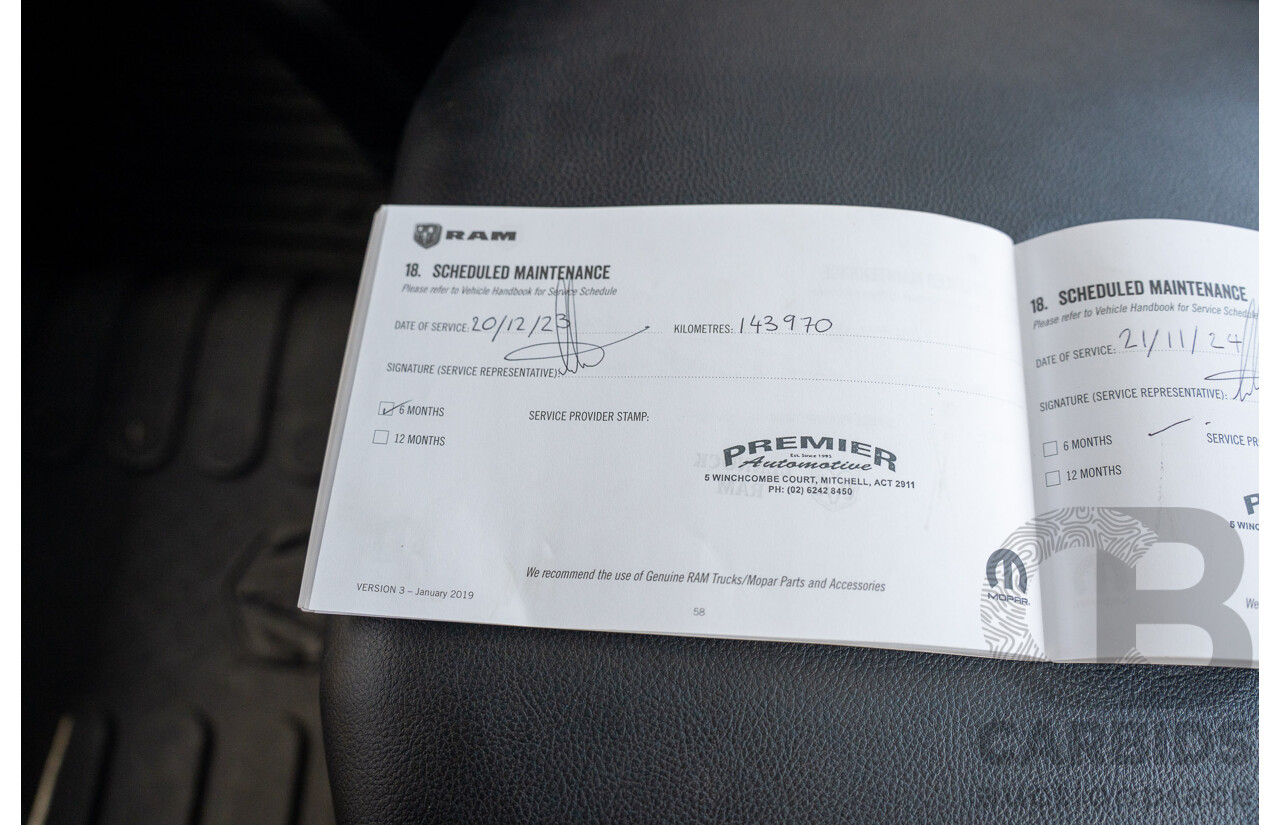 RAM
18. SCHEDULED MAINTENANCE
Please refer to Vehicle Handbook for Service Schedule
DATE OF SERVICE: 20/12/23 KILOMETRES: 143970
SIGNATURE (SERVICE REPRESENTATIVE):
6 MONTHS
12 MONTHS
SERVICE PROVIDER STAMP:
PREMIER
Est. Since 1995
Automotive
5 WINCHCOMBE COURT, MITCHELL, ACT 2911
PH: (02) 6242 8450
We recommend the use of Genuine RAM Trucks/Mopar Parts and Accessories
VERSION 3 – January 2019
58
MOPAR
18. SCHEDULED MAINTENANCE
Please refer to Vehicle Handbook for Service Schedule
DATE OF SERVICE: 21/11/24
SIGNATURE (SERVICE REPRESENTATIVE):
6 MONTHS
12 MONTHS
SERVICE PR
P
5 WINC
We
B
CARBIDS